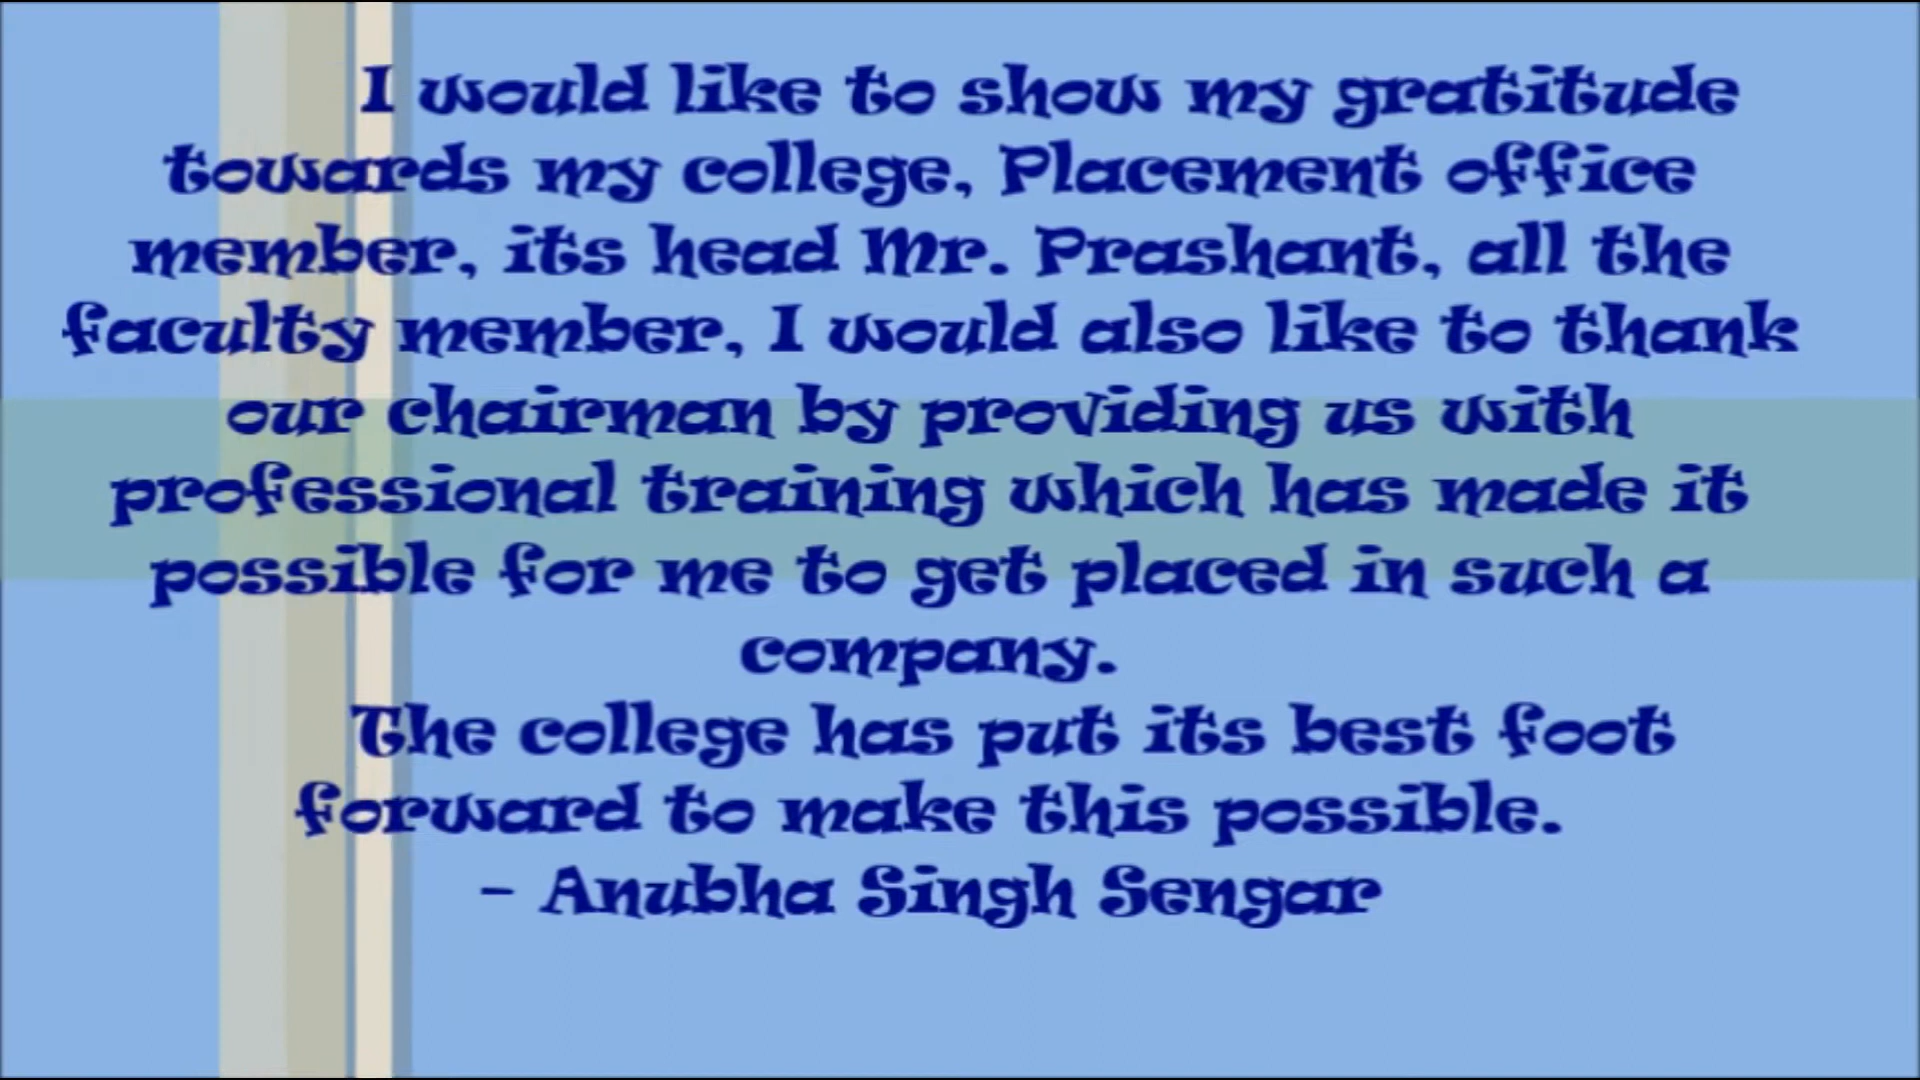 I would like to show my gratitude
towards my college, Placement office
member, its head Mr. Prashant, all the
faculty member, I would also like to thank
our chairman by providing us with
professional training which has made it
possible for me to get placed in such a
company.
The college has put its best foot
forward to make this possible.
- Anubha Singh Sengar